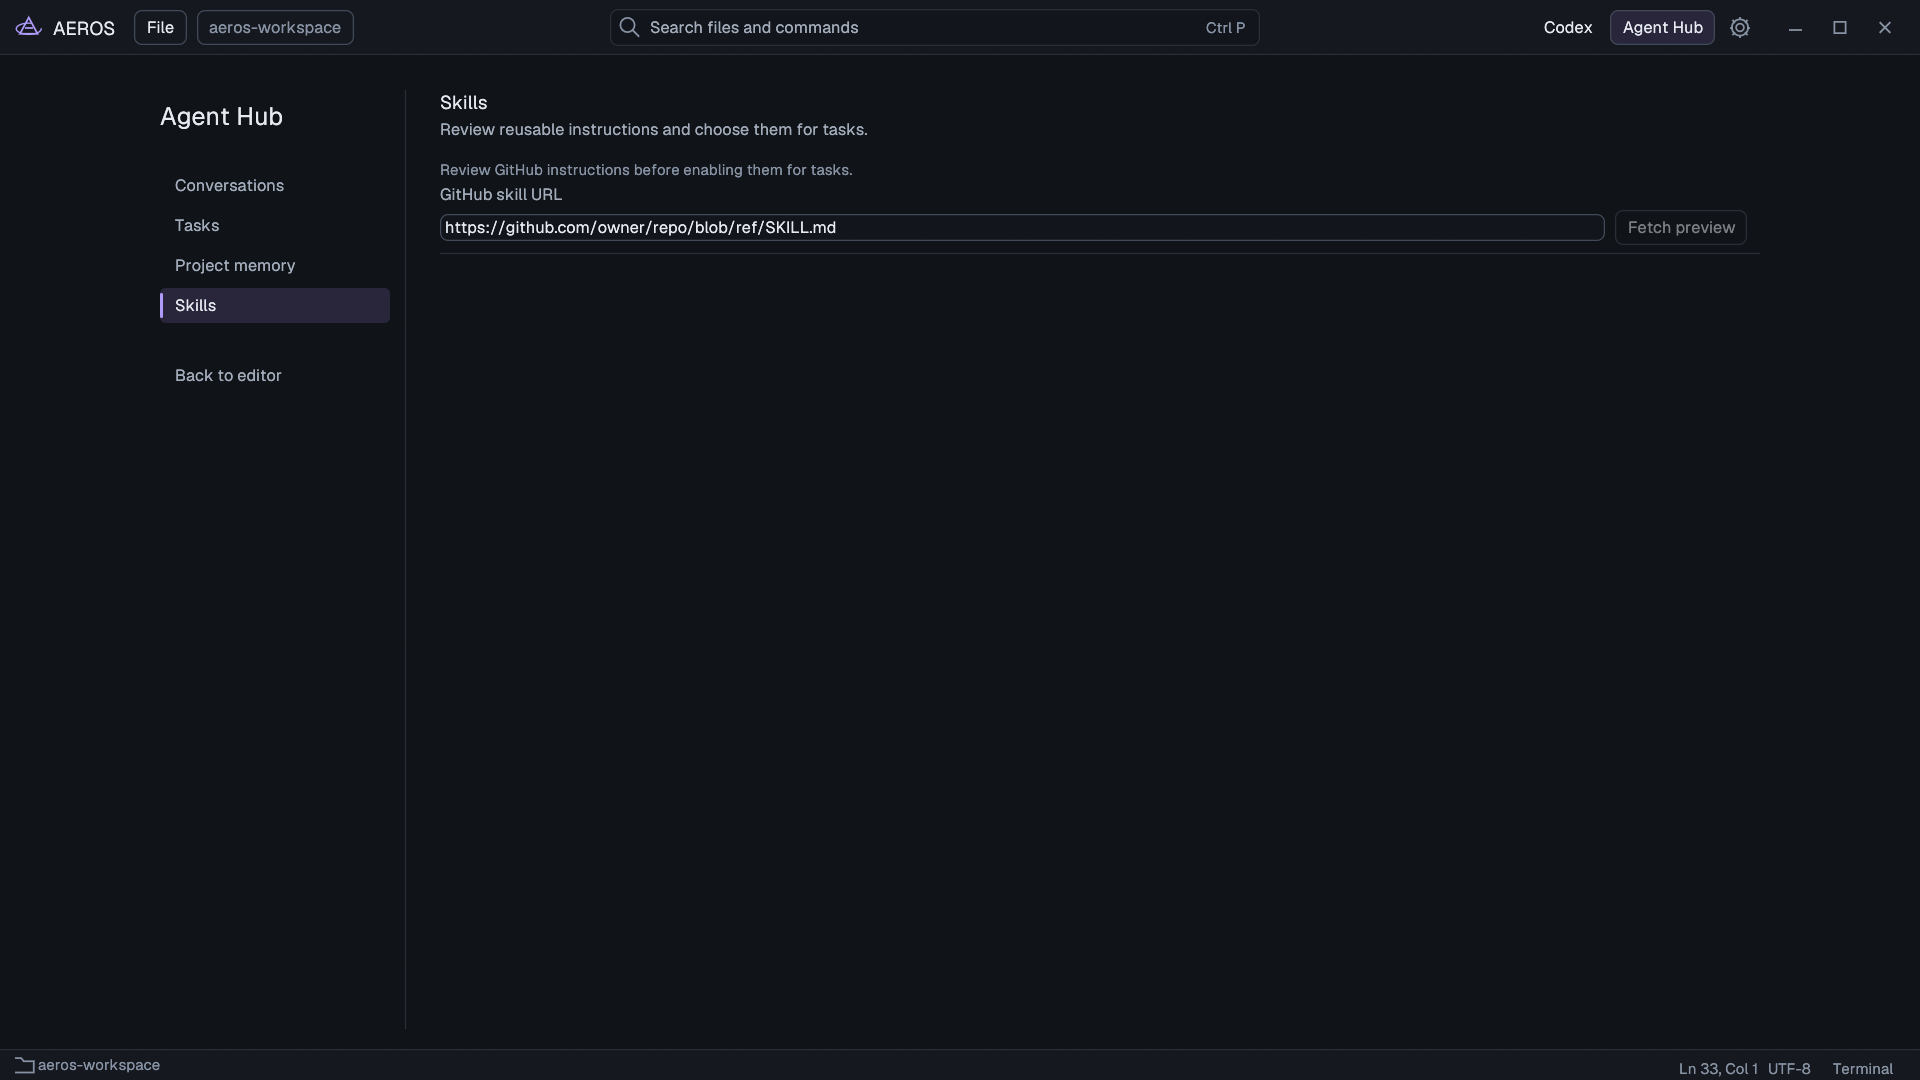 AEROS File aeros-workspace Search files and commands Ctrl P Codex Agent Hub
Agent Hub
Conversations
Tasks
Project memory
Skills
Back to editor
Skills
Review reusable instructions and choose them for tasks.
Review GitHub instructions before enabling them for tasks.
GitHub skill URL
https://github.com/owner/repo/blob/ref/SKILL.md Fetch preview
aeros-workspace Ln 33, Col 1 UTF-8 Terminal